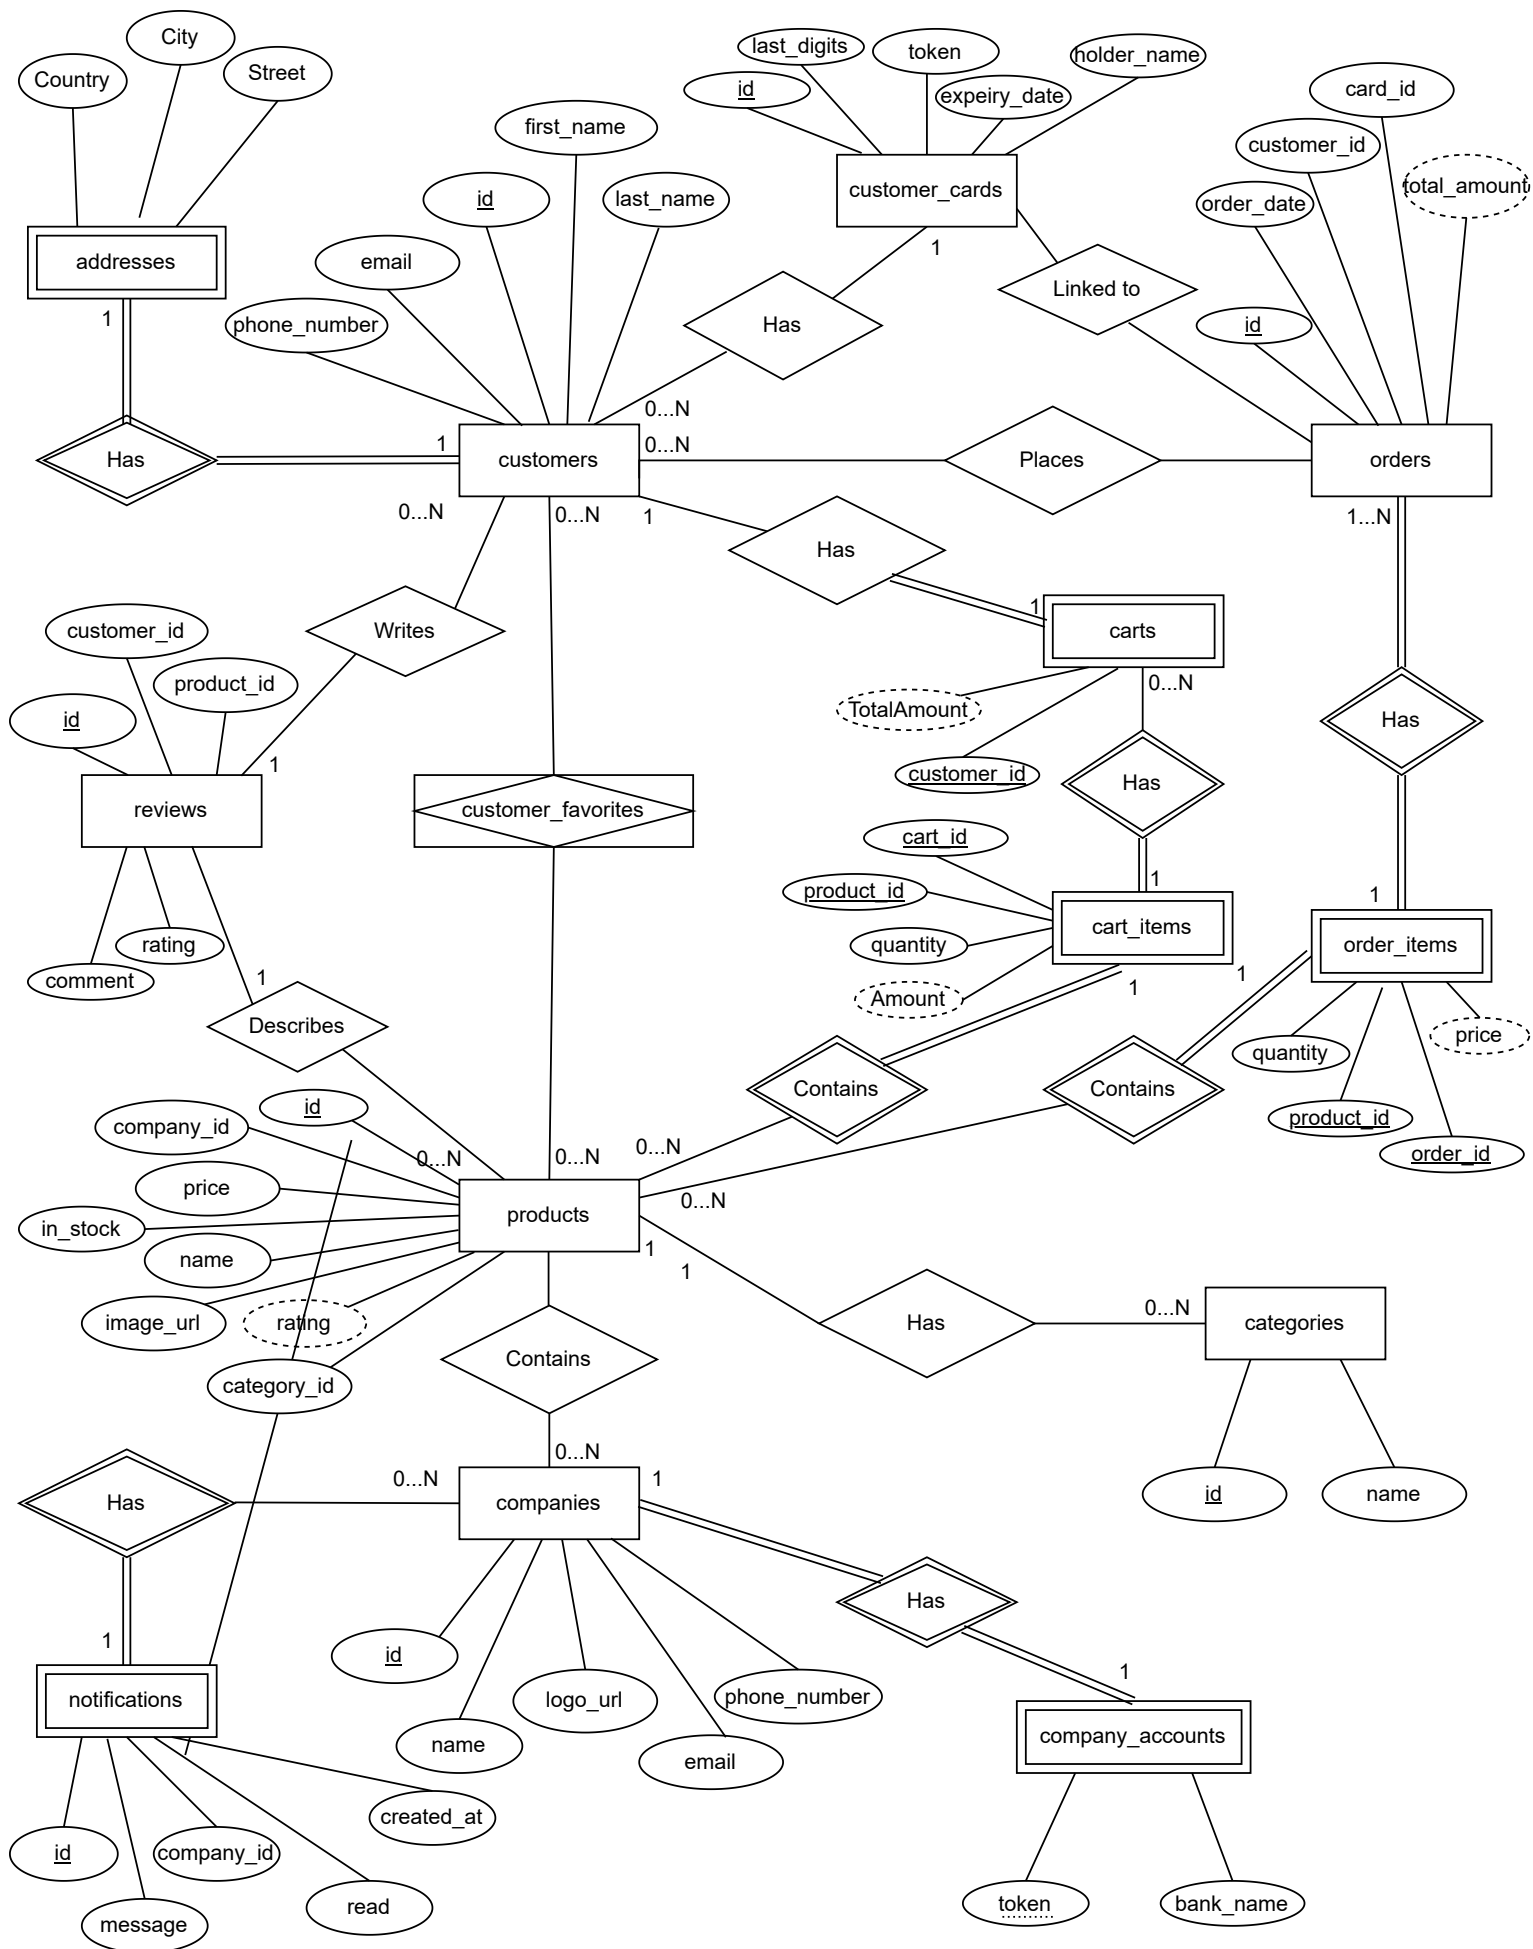 City
Country
Street
last_digits
token
holder_name
id
expeiry_date
card_id
first_name
customer_id
id
last_name
customer_cards
total_amount
order_date
email
addresses
1
Linked to
1
phone_number
Has
id
0...N
1
0...N
Has
customers
Places
orders
0...N
0...N
1
1...N
Has
1
customer_id
Writes
carts
product_id
0...N
id
TotalAmount
Has
1
customer_id
Has
reviews
customer_favorites
cart_id
1
1
product_id
cart_items
rating
quantity
order_items
comment
1
1
1
Amount
Describes
quantity
price
Contains
Contains
id
company_id
product_id
0...N
0...N
0...N
order_id
price
0...N
products
in_stock
1
name
1
0...N
image_url
rating
Has
categories
Contains
category_id
0...N
0...N
1
Has
companies
id
name
Has
1
id
1
notifications
logo_url
phone_number
name
email
company_accounts
created_at
id
company_id
read
token
bank_name
message